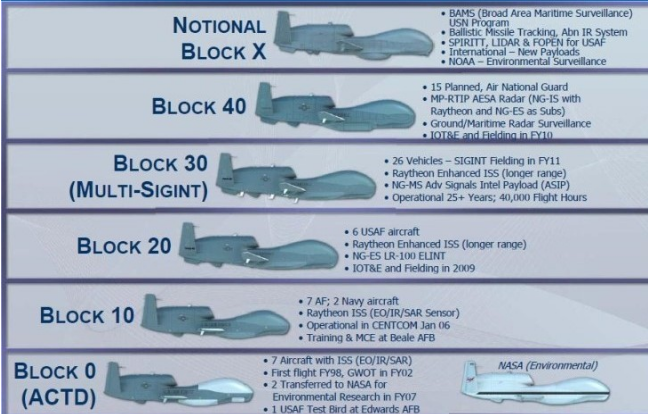 NOTIONAL
BLOCK X
• BAMS (Broad Area Maritime Surveillance)
USN Program
• Ballistic Missile Tracking, Abn IR System
• SPIRITT, LIDAR & FOPEN for USAF
• International – New Payloads
• NOAA – Environmental Surveillance
BLOCK 40
• 15 Planned, Air National Guard
• MP-RTIP AESA Radar (NG-IS with
Raytheon and NG-ES as Subs)
• Ground/Maritime Radar Surveillance
• IOT&E and Fielding in FY10
BLOCK 30
(MULTI-SIGINT)
• 26 Vehicles – SIGINT Fielding in FY11
• Raytheon Enhanced ISS (longer range)
• NG-MS Adv Signals Intel Payload (ASIP)
• Operational 25+ Years; 40,000 Flight Hours
BLOCK 20
• 6 USAF aircraft
• Raytheon Enhanced ISS (longer range)
• NG-ES LR-100 ELINT
• IOT&E and Fielding in 2009
BLOCK 10
• 7 AF; 2 Navy aircraft
• Raytheon ISS (EO/IR/SAR Sensor)
• Operational in CENTCOM Jan 06
• Training & MCE at Beale AFB
BLOCK 0
(ACTD)
• 7 Aircraft with ISS (EO/IR/SAR)
• First flight FY98, GWOT in FY02
• 2 Transferred to NASA for
Environmental Research in FY07
• 1 USAF Test Bird at Edwards AFB
NASA (Environmental)